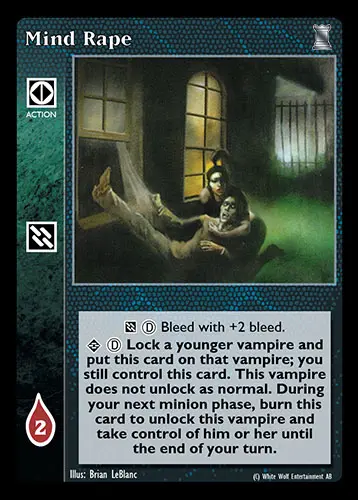 Mind Rape
ACTION
Ⓓ Bleed with +2 bleed.
Ⓓ Lock a younger vampire and
put this card on that vampire; you
still control this card. This vampire
does not unlock as normal. During
your next minion phase, burn this
card to unlock this vampire and
take control of him or her until
the end of your turn.
2
Illus: Brian LeBlanc
(C) White Wolf Entertainment AB